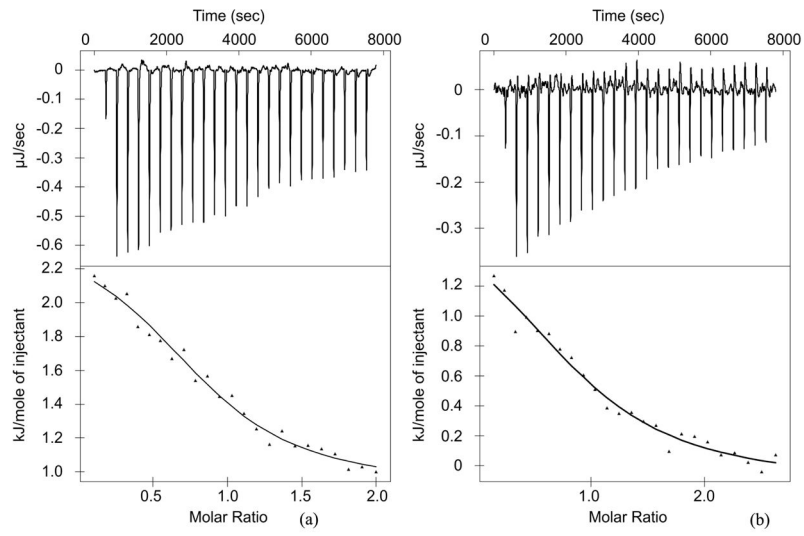 Time (sec)
0 2000 4000 6000 8000
0
-0.1
-0.2
-0.3
-0.4
-0.5
-0.6
µJ/sec
2.2
2.0
1.8
1.6
1.4
1.2
1.0
kJ/mole of injectant
0.5 1.0 1.5 2.0
Molar Ratio (a)
Time (sec)
0 2000 4000 6000 8000
0
-0.1
-0.2
-0.3
µJ/sec
1.2
1.0
0.8
0.6
0.4
0.2
0
kJ/mole of injectant
1.0 2.0
Molar Ratio (b)